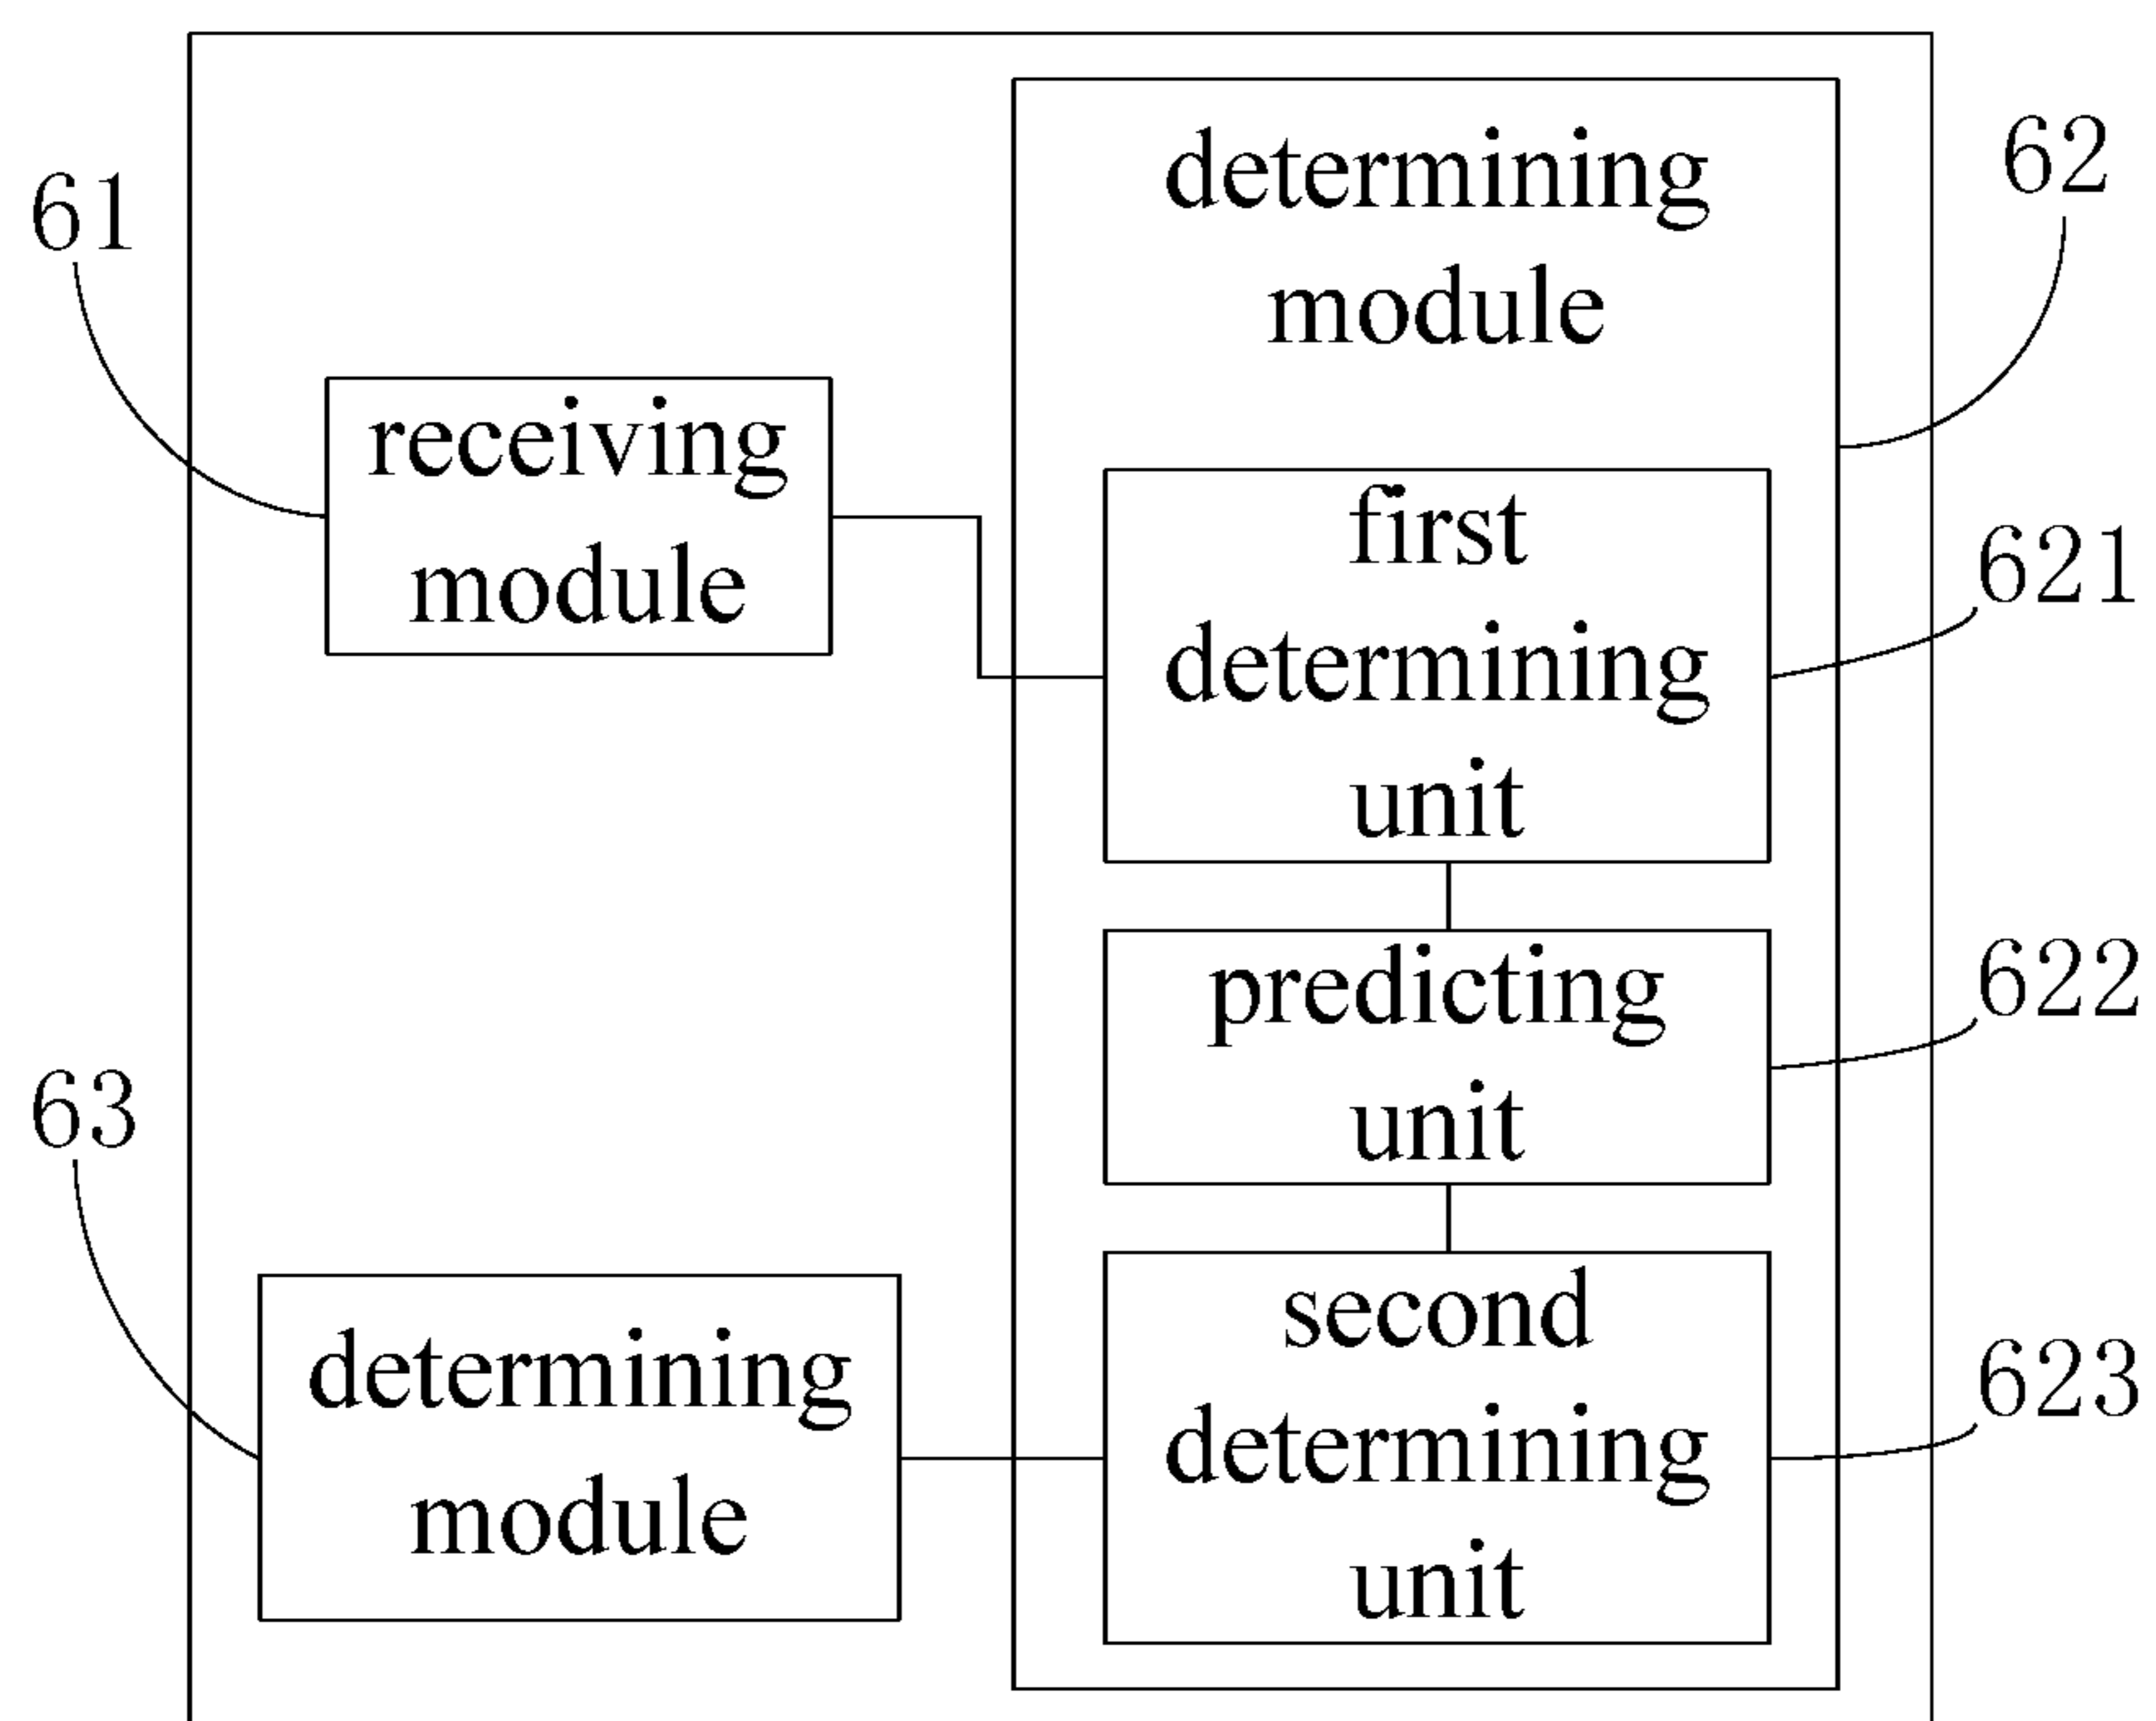 61
receiving
module
63
determining
module
determining
module
62
first
determining
unit
621
predicting
unit
622
second
determining
unit
623